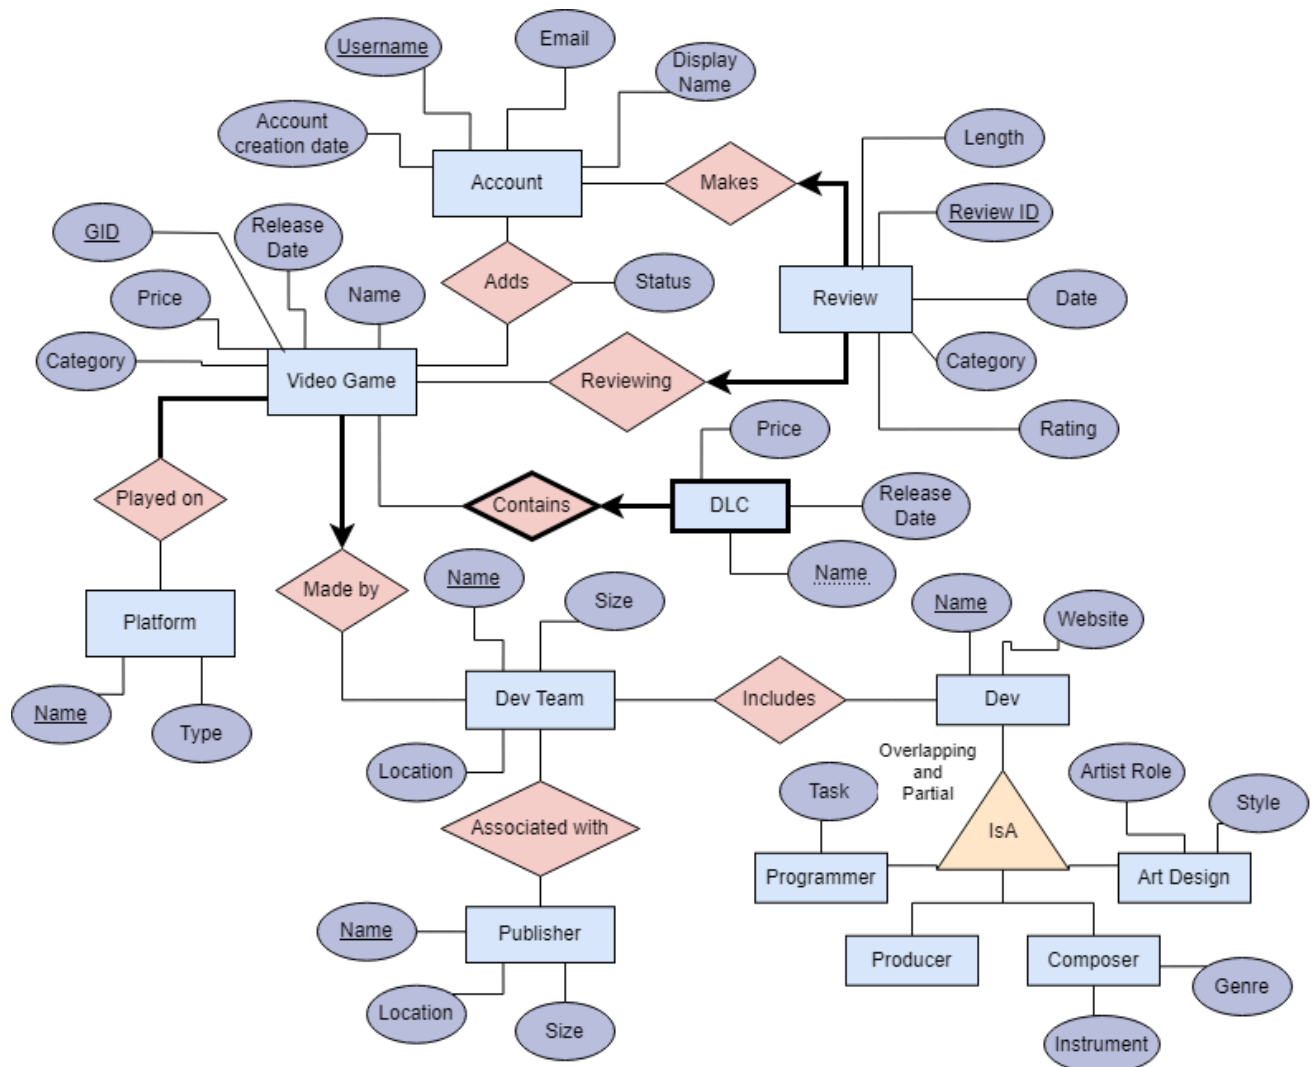 Username
Email
Display
Name
Account
creation date
Length
Account
Makes
Review ID
GID
Release
Date
Adds
Status
Price
Name
Review
Date
Category
Video Game
Reviewing
Category
Price
Rating
Played on
Contains
DLC
Release
Date
Made by
Name
Size
Name
Name
Website
Platform
Dev Team
Includes
Dev
Name
Type
Location
Overlapping
and
Partial
Task
Artist Role
Style
Associated with
IsA
Programmer
Art Design
Name
Publisher
Producer
Composer
Location
Size
Genre
Instrument